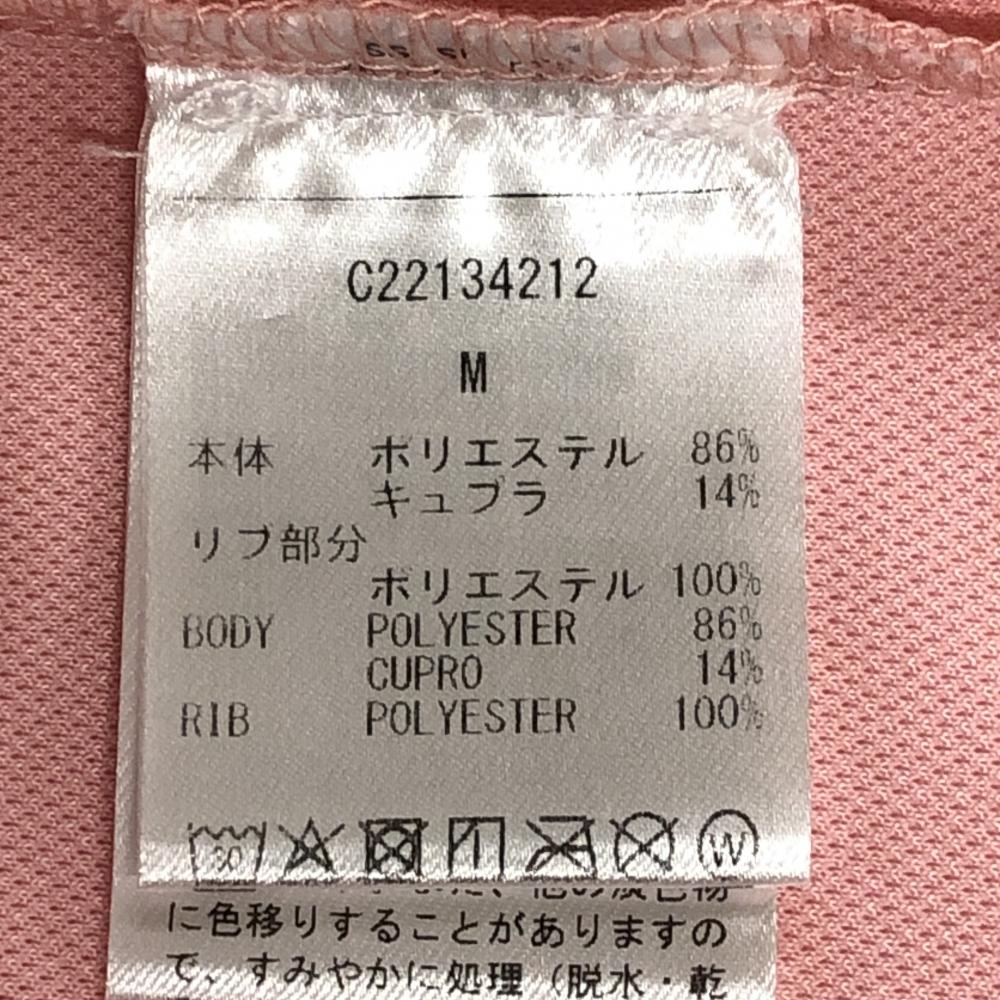 C22134212
M
本体 ポリエステル 86%
キュプラ 14%
リブ部分
ポリエステル 100%
BODY POLYESTER 86%
CUPRO 14%
RIB POLYESTER 100%
30 W
に色移りすることがありますの
で、すみやかに処理（脱水・乾